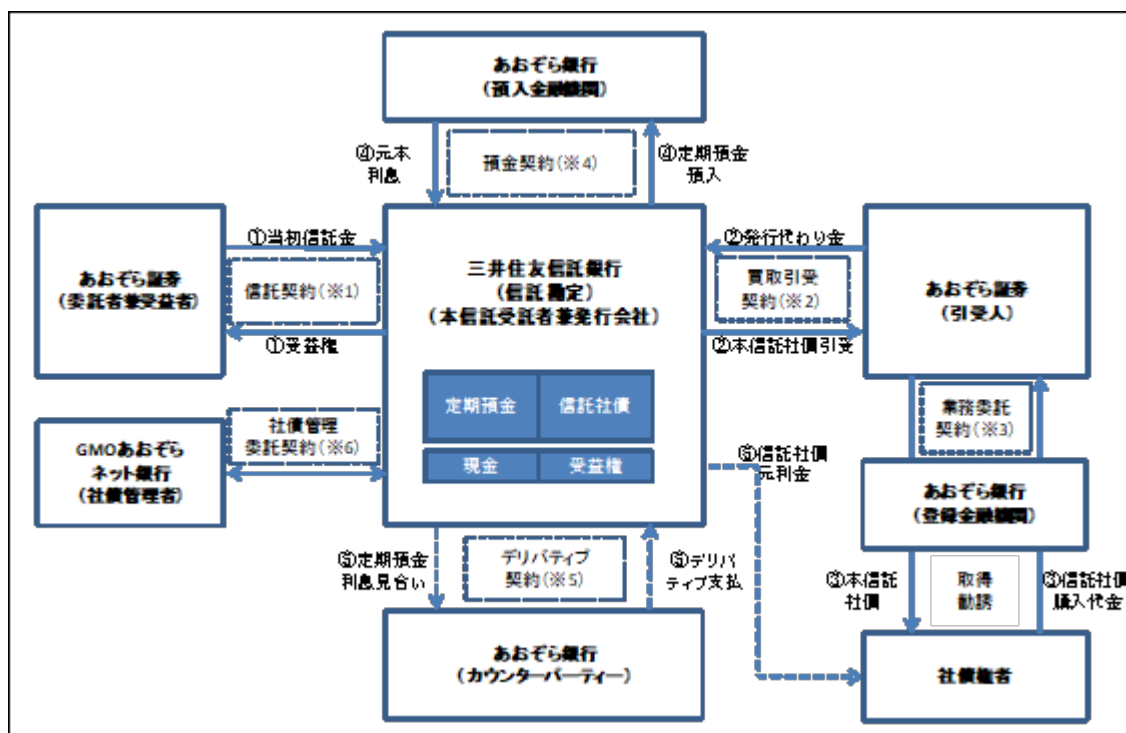 あおぞら銀行
(預入金融機関)
④元本
利息
預金契約(※4)
④定期預金
預入
あおぞら証券
(委託者兼受益者)
①当初信託金
信託契約(※1)
①受益権
三井住友信託銀行
(信託勘定)
(本信託受託者兼発行会社)
定期預金
信託社債
現金
受益権
②発行代わり金
買取引受
契約(※2)
②本信託社債引受
あおぞら証券
(引受人)
GMOあおぞら
ネット銀行
(社債管理者)
社債管理
委託契約(※6)
業務委託
契約(※3)
⑥信託社債
元利金
あおぞら銀行
(登録金融機関)
⑤定期預金
利息見合い
デリバティブ
契約(※5)
⑤デリバ
ティブ支払
③本信託
社債
取得
勧誘
③信託社債
購入代金
あおぞら銀行
(カウンターパーティー)
社債権者